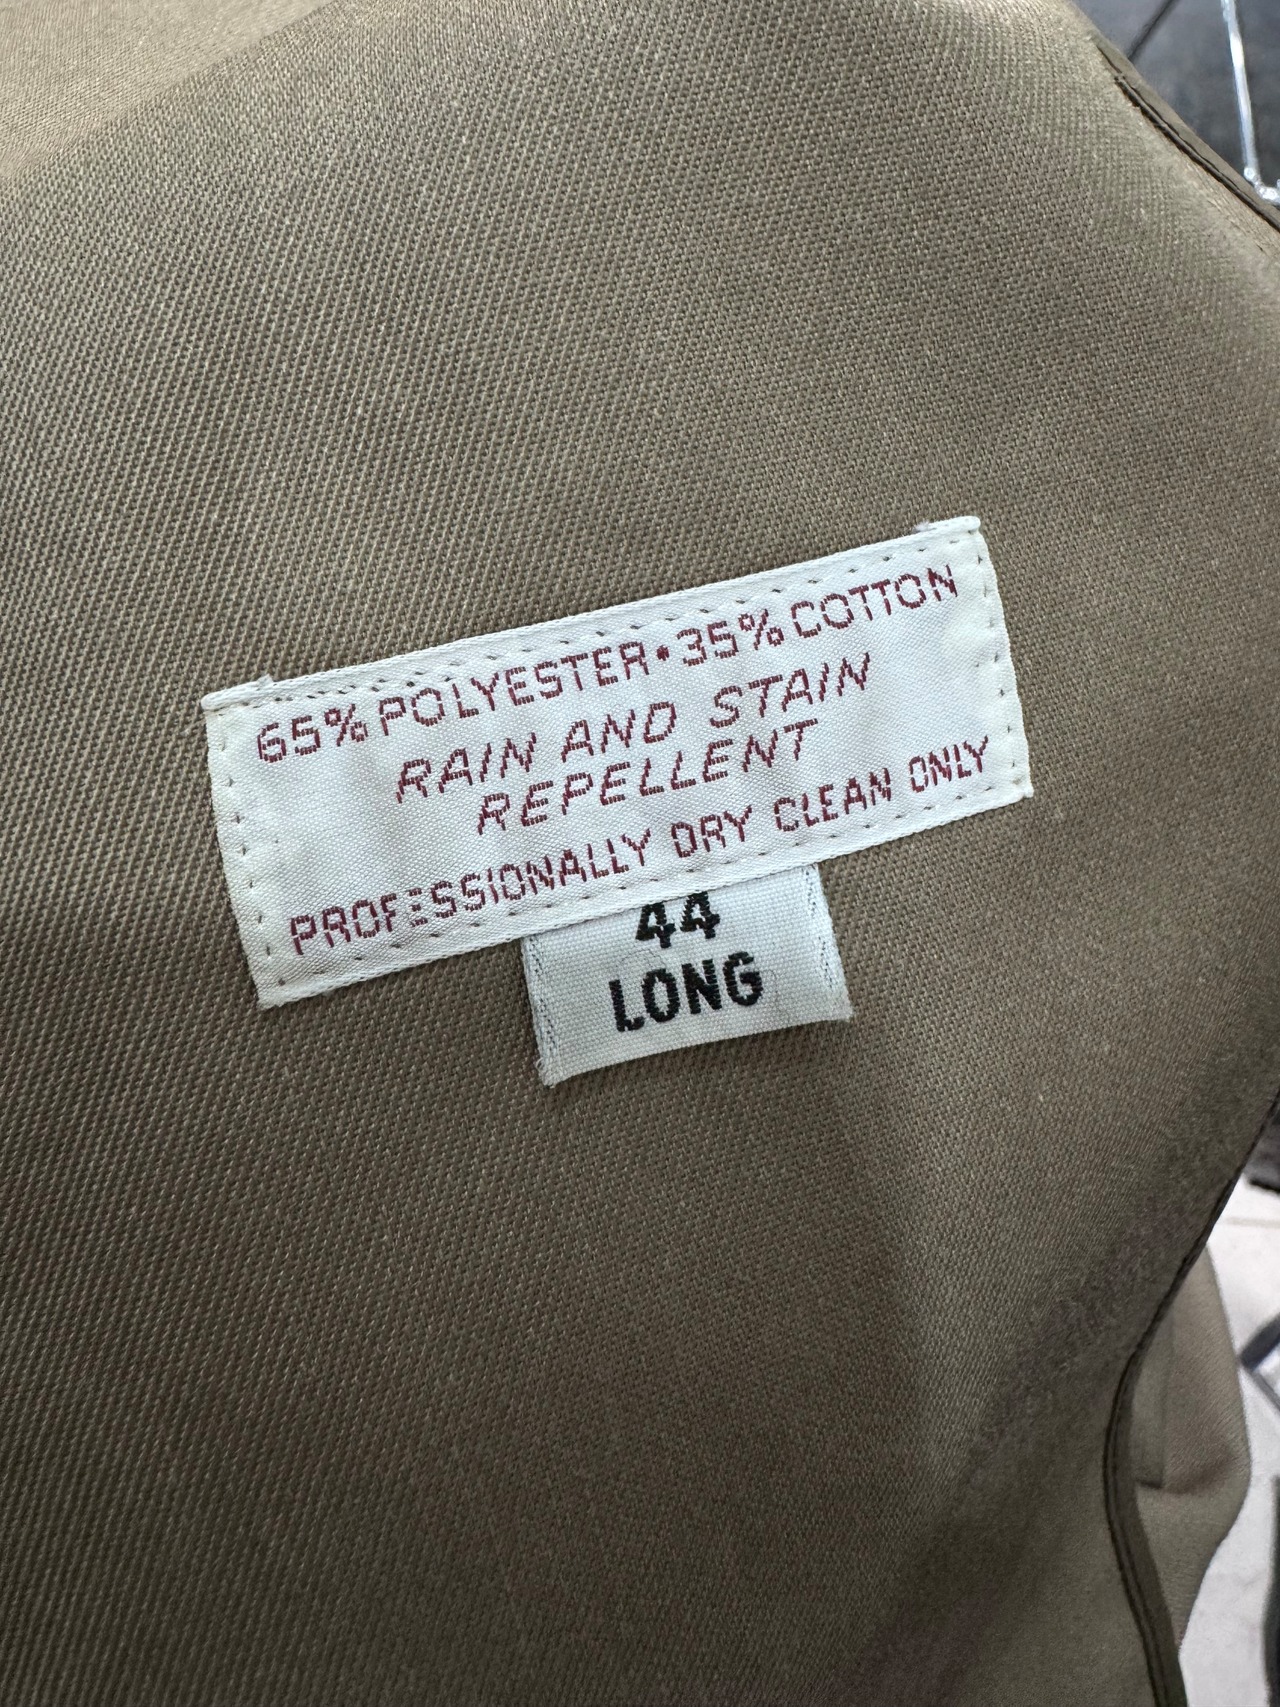 65% POLYESTER • 35% COTTON
RAIN AND STAIN
REPELLENT
PROFESSIONALLY DRY CLEAN ONLY
44
LONG